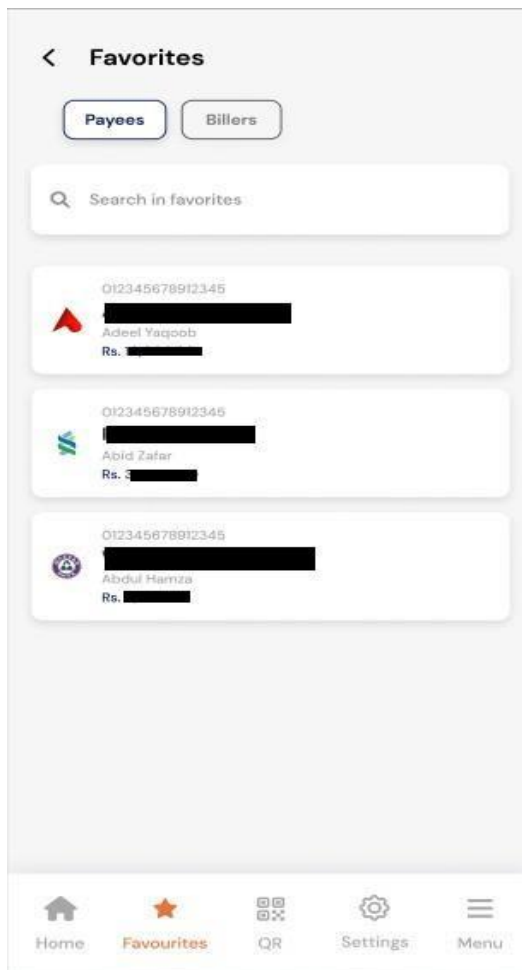 Favorites
Payees
Billers
Search in favorites
012345678912345
Adeel Yaqoob
Rs.
012345678912345
Abid Zafar
Rs. 3
012345678912345
Abdul Hamza
Rs.
Home
Favourites
QR
Settings
Menu